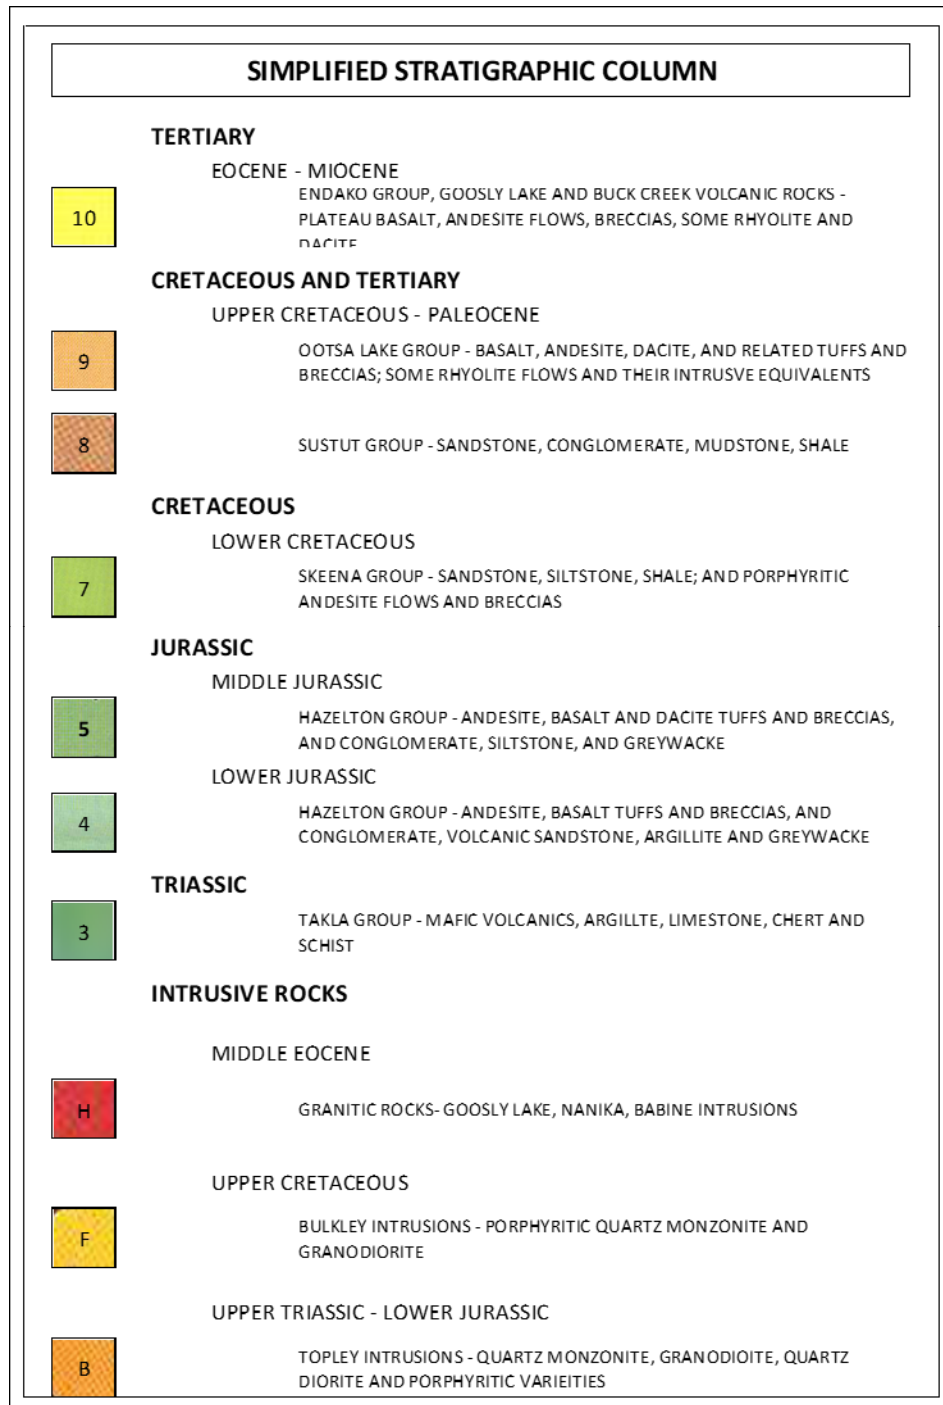 SIMPLIFIED STRATIGRAPHIC COLUMN
TERTIARY
EOCENE - MIOCENE
10
ENDAKO GROUP, GOOSLY LAKE AND BUCK CREEK VOLCANIC ROCKS -
PLATEAU BASALT, ANDESITE FLOWS, BRECCIAS, SOME RHYOLITE AND
DACITE
CRETACEOUS AND TERTIARY
UPPER CRETACEOUS - PALEOCENE
9
OOTSA LAKE GROUP - BASALT, ANDESITE, DACITE, AND RELATED TUFFS AND
BRECCIAS; SOME RHYOLITE FLOWS AND THEIR INTRUSVE EQUIVALENTS
8
SUSTUT GROUP - SANDSTONE, CONGLOMERATE, MUDSTONE, SHALE
CRETACEOUS
LOWER CRETACEOUS
7
SKEENA GROUP - SANDSTONE, SILTSTONE, SHALE; AND PORPHYRITIC
ANDESITE FLOWS AND BRECCIAS
JURASSIC
MIDDLE JURASSIC
5
HAZELTON GROUP - ANDESITE, BASALT AND DACITE TUFFS AND BRECCIAS,
AND CONGLOMERATE, SILTSTONE, AND GREYWACKE
LOWER JURASSIC
4
HAZELTON GROUP - ANDESITE, BASALT TUFFS AND BRECCIAS, AND
CONGLOMERATE, VOLCANIC SANDSTONE, ARGILLITE AND GREYWACKE
TRIASSIC
3
TAKLA GROUP - MAFIC VOLCANICS, ARGILLTE, LIMESTONE, CHERT AND
SCHIST
INTRUSIVE ROCKS
MIDDLE EOCENE
H
GRANITIC ROCKS- GOOSLY LAKE, NANIKA, BABINE INTRUSIONS
UPPER CRETACEOUS
F
BULKLEY INTRUSIONS - PORPHYRITIC QUARTZ MONZONITE AND
GRANODIORITE
UPPER TRIASSIC - LOWER JURASSIC
B
TOPLEY INTRUSIONS - QUARTZ MONZONITE, GRANODIOITE, QUARTZ
DIORITE AND PORPHYRITIC VARIEITIES